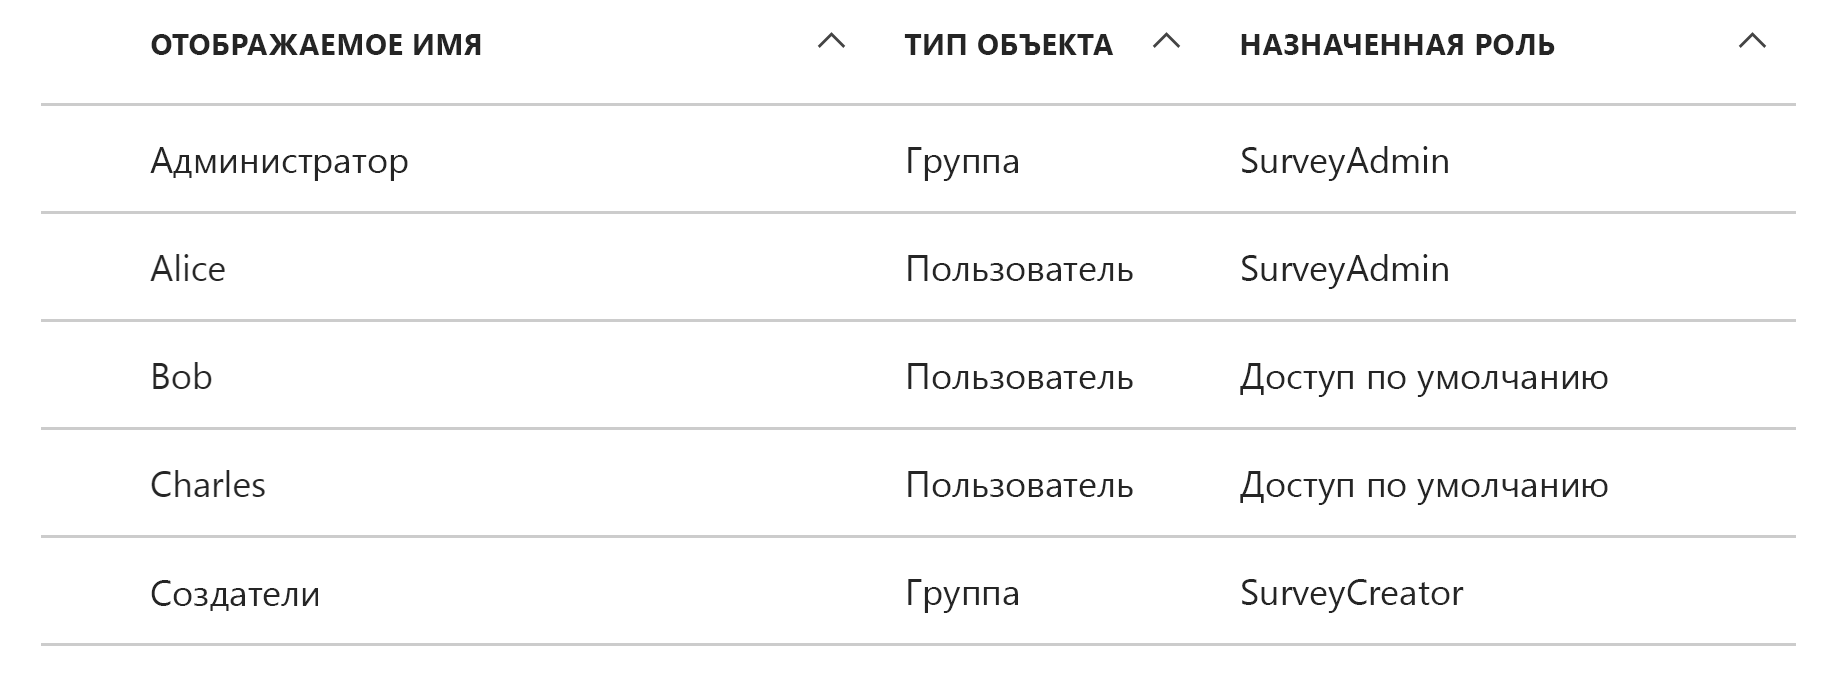 ОТОБРАЖАЕМОЕ ИМЯ ТИП ОБЪЕКТА НАЗНАЧЕННАЯ РОЛЬ
Администратор Группа SurveyAdmin
Alice Пользователь SurveyAdmin
Bob Пользователь Доступ по умолчанию
Charles Пользователь Доступ по умолчанию
Создатели Группа SurveyCreator